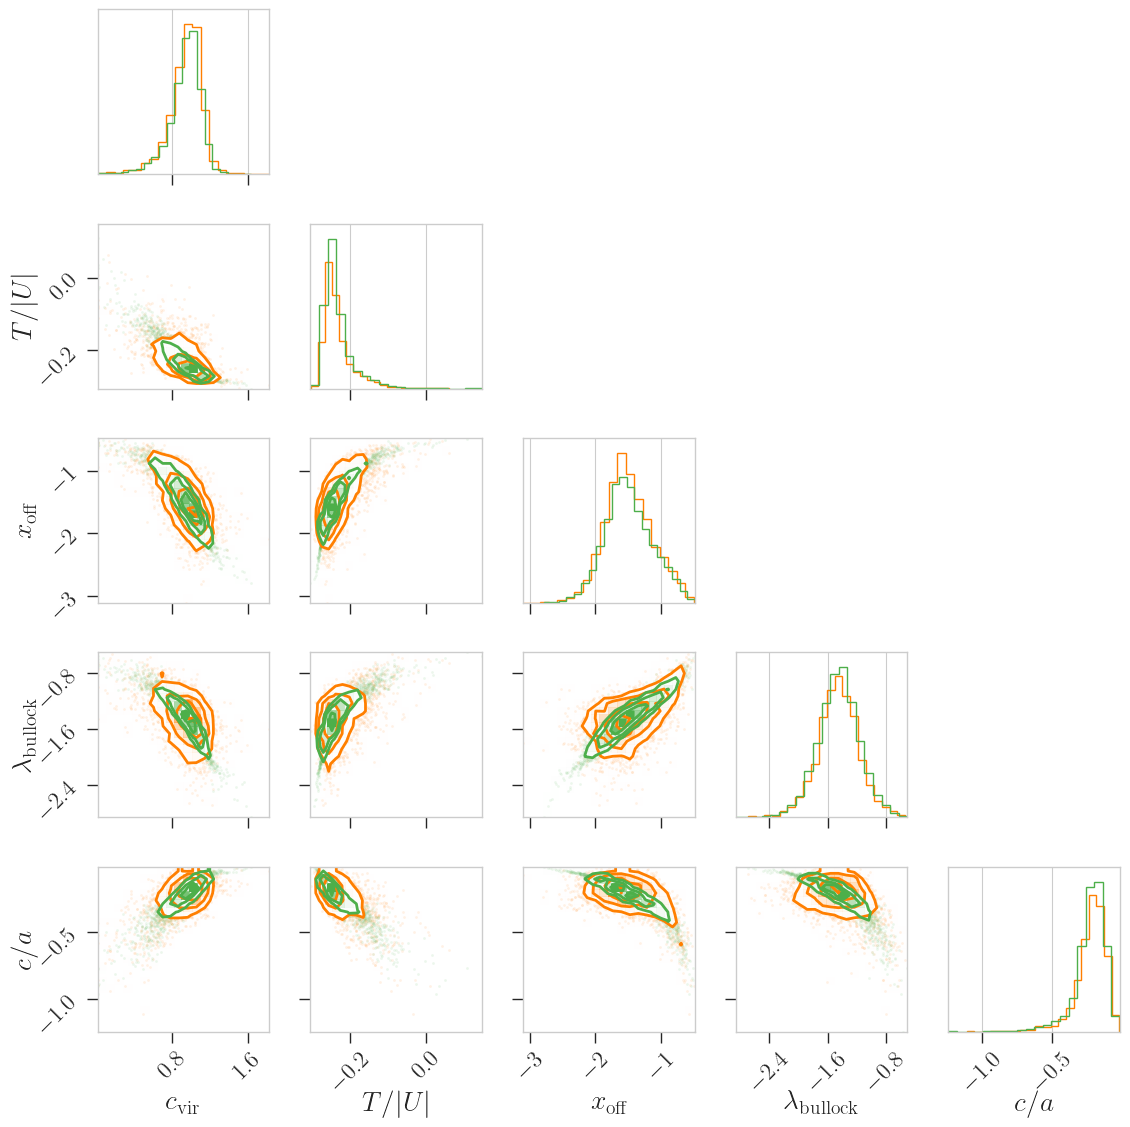 T/|U|
0.0
−0.2
x_off
−1
−2
−3
λ_bullock
−0.8
−1.6
−2.4
c/a
−0.5
−1.0
0.8 1.6 −0.2 0.0 −3 −2 −1 −2.4 −1.6 −0.8 −1.0 −0.5
c_vir T/|U| x_off λ_bullock c/a